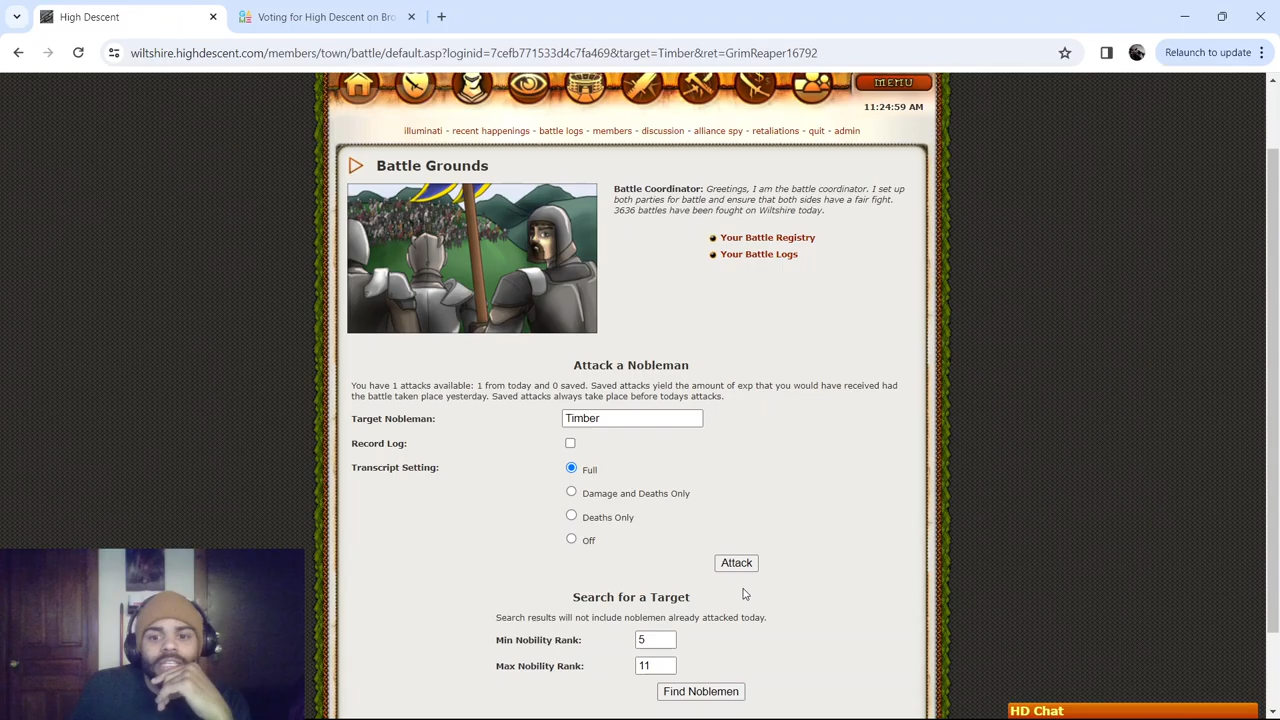 High Descent
Voting for High Descent on Br
wiltshire.highdescent.com/members/town/battle/default.asp?loginid=7cefb771533d4c7fa469&target=Timber&ret=GrimReaper16792
Relaunch to update
MENU
11:24:59 AM
illuminati - recent happenings - battle logs - members - discussion - alliance spy - retaliations - quit - admin
Battle Grounds
Battle Coordinator: Greetings, I am the battle coordinator. I set up
both parties for battle and ensure that both sides have a fair fight.
3636 battles have been fought on Wiltshire today.
Your Battle Registry
Your Battle Logs
Attack a Nobleman
You have 1 attacks available: 1 from today and 0 saved. Saved attacks yield the amount of exp that you would have received had
the battle taken place yesterday. Saved attacks always take place before todays attacks.
Target Nobleman: Timber
Record Log:
Transcript Setting: Full
Damage and Deaths Only
Deaths Only
Off
Attack
Search for a Target
Search results will not include noblemen already attacked today.
Min Nobility Rank: 5
Max Nobility Rank: 11
Find Noblemen
HD Chat